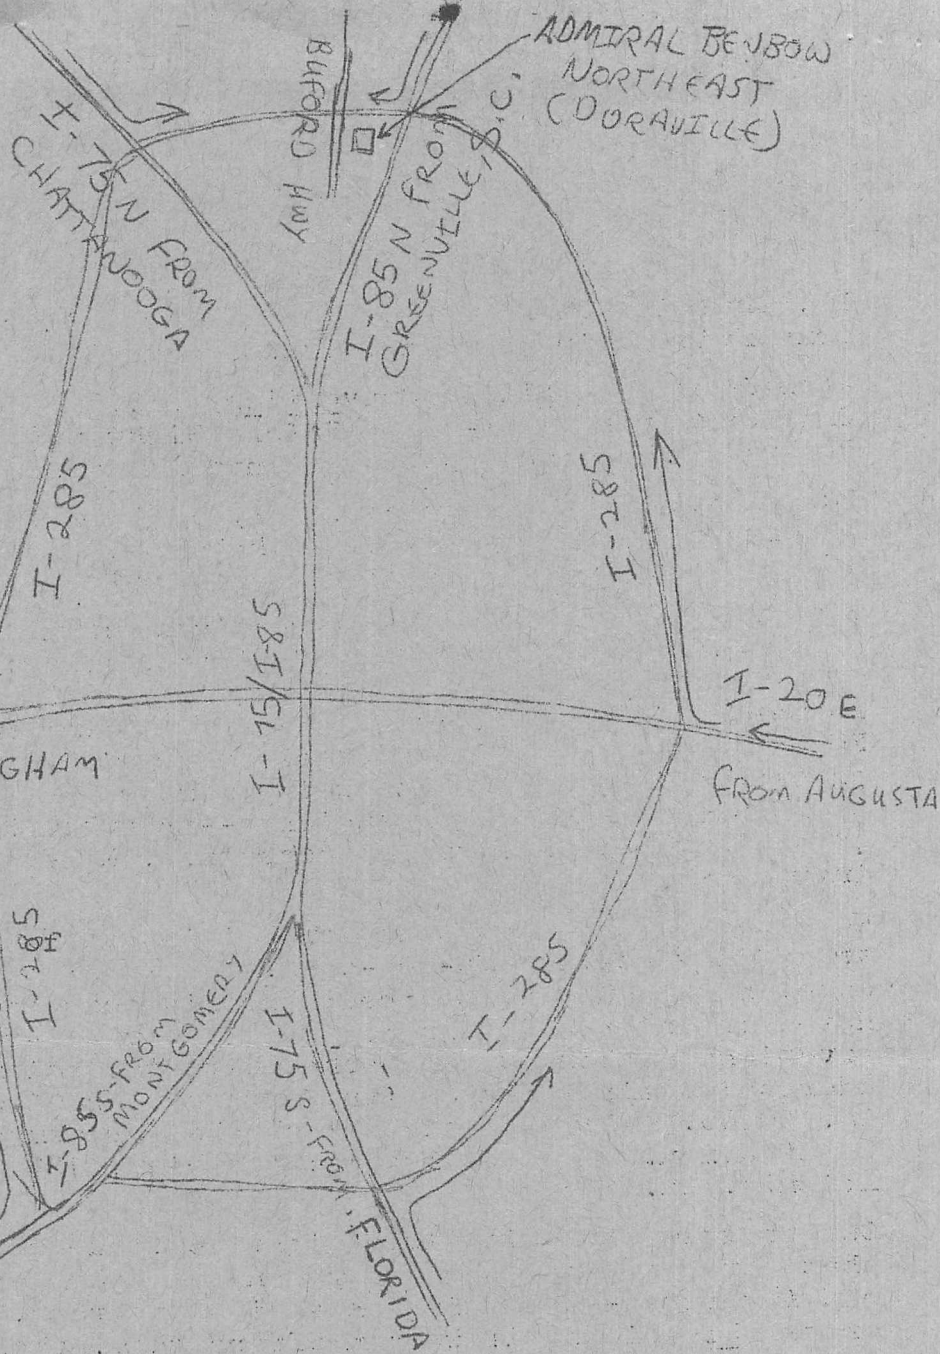 ADMIRAL BENBOW
NORTHEAST
(DORAVILLE)
BUFORD HWY
I-75 N FROM
CHATTANOOGA
I-85 N FROM
GREENVILLE, S.C.
I-285
I-285
I-75/I-85
I-20 E
FROM AUGUSTA
GHAM
I-285
I-285
I-85 S-FROM
MONTGOMERY
I-75 S-FROM
FLORIDA